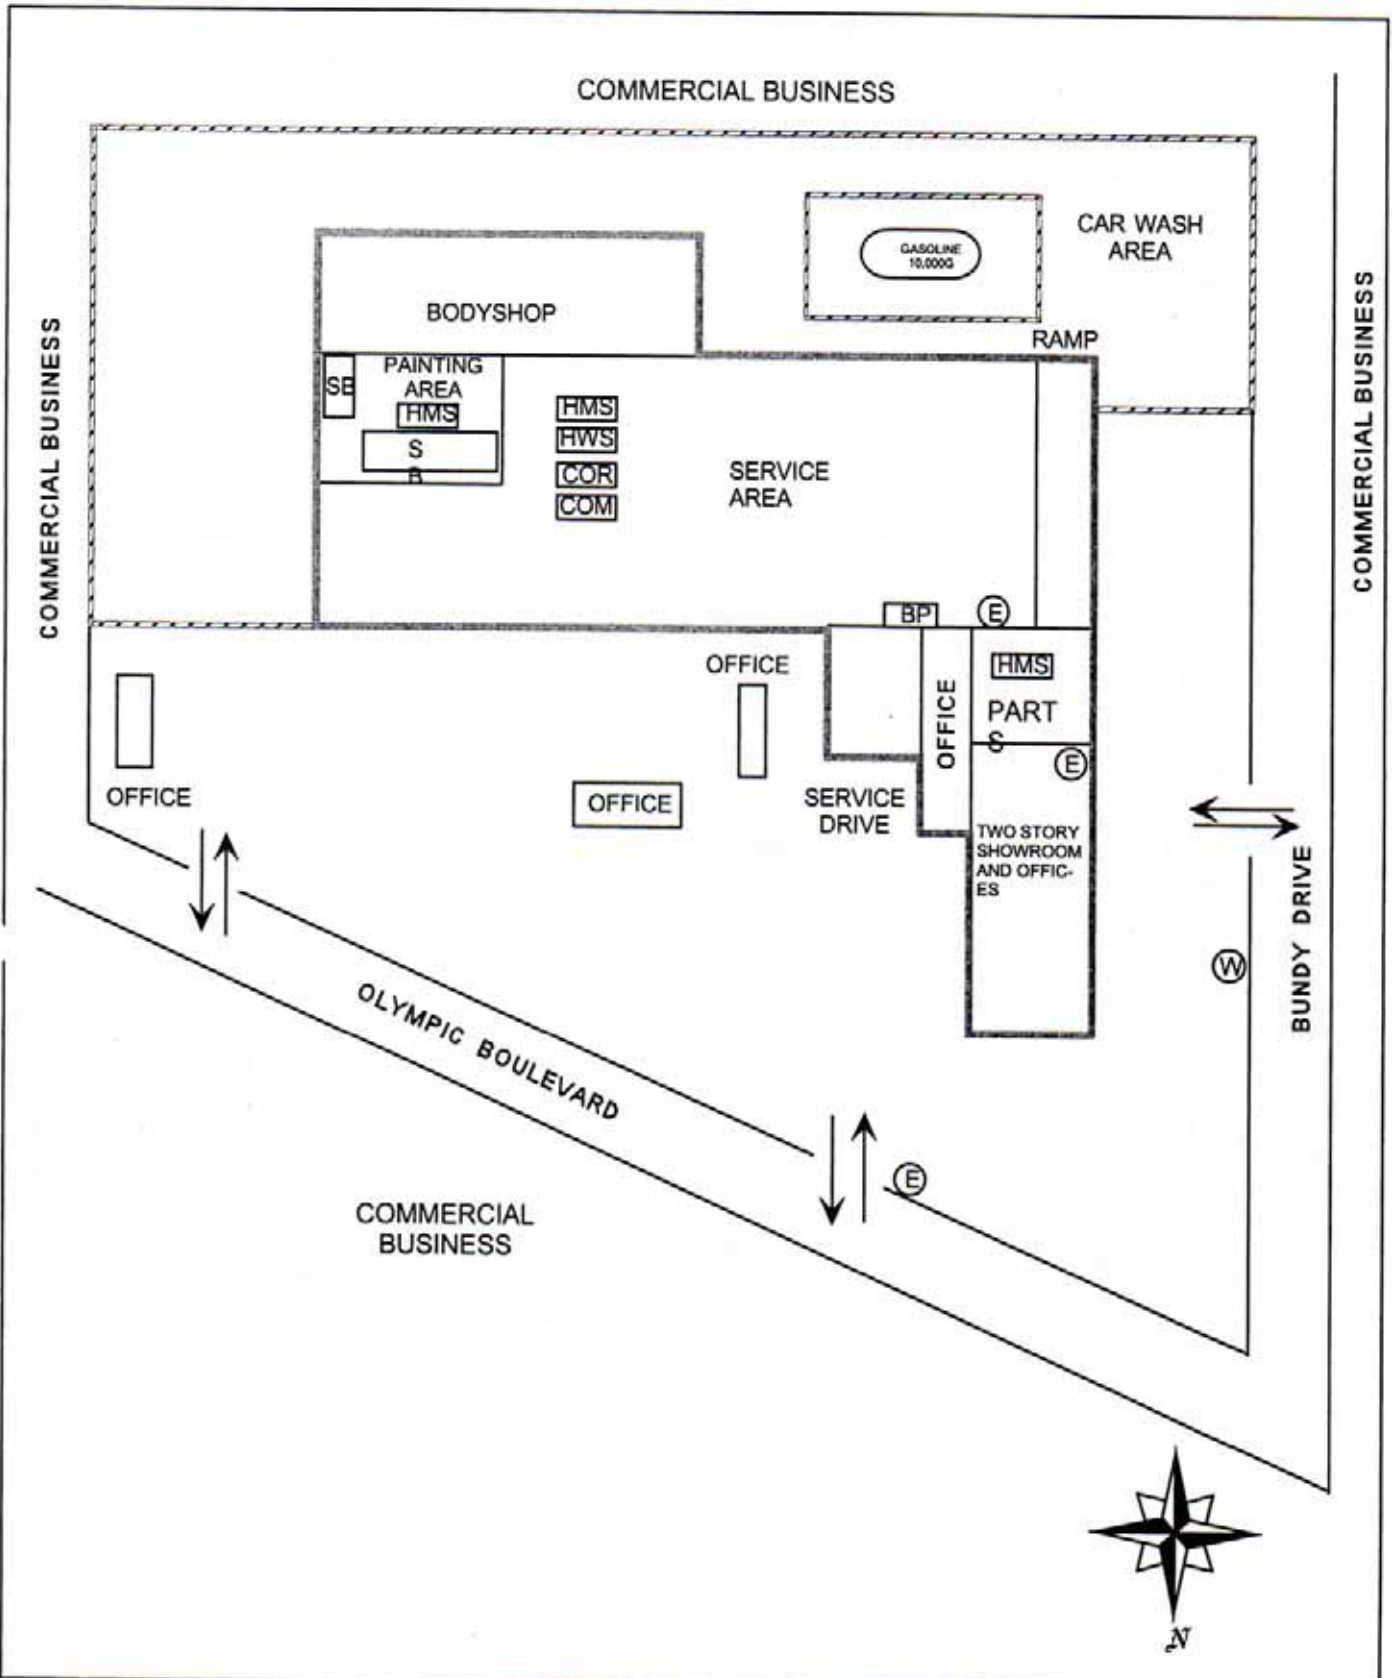 COMMERCIAL BUSINESS
CAR WASH
AREA
GASOLINE
10,000G
BODYSHOP
RAMP
COMMERCIAL BUSINESS
COMMERCIAL BUSINESS
PAINTING
AREA
SB
HMS
S
B
HMS
HWS
COR
COM
SERVICE
AREA
BP
E
OFFICE
HMS
OFFICE
PART
S
E
OFFICE
OFFICE
SERVICE
DRIVE
TWO STORY
SHOWROOM
AND OFFIC-
ES
BUNDY DRIVE
W
OLYMPIC BOULEVARD
E
COMMERCIAL
BUSINESS
N